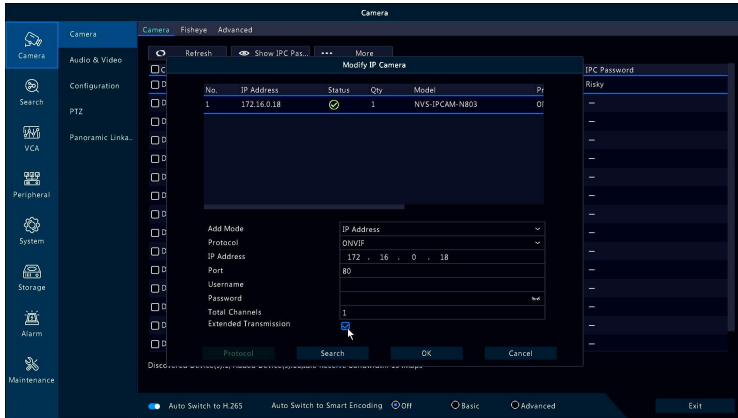 Camera
Camera
Search
VCA
Peripheral
System
Storage
Alarm
Maintenance
Camera
Audio & Video
Configuration
PTZ
Panoramic Linka..
Camera Fisheye Advanced
Refresh Show IPC Pas... ••• More
IPC Password
Risky
Modify IP Camera
No. IP Address Status Qty Model
1 172.16.0.18 1 NVS-IPCAM-N803
Add Mode IP Address
Protocol ONVIF
IP Address 172 . 16 . 0 . 18
Port 80
Username
Password
Total Channels 1
Extended Transmission
Protocol Search OK Cancel
Auto Switch to H.265 Auto Switch to Smart Encoding Off Basic Advanced Exit